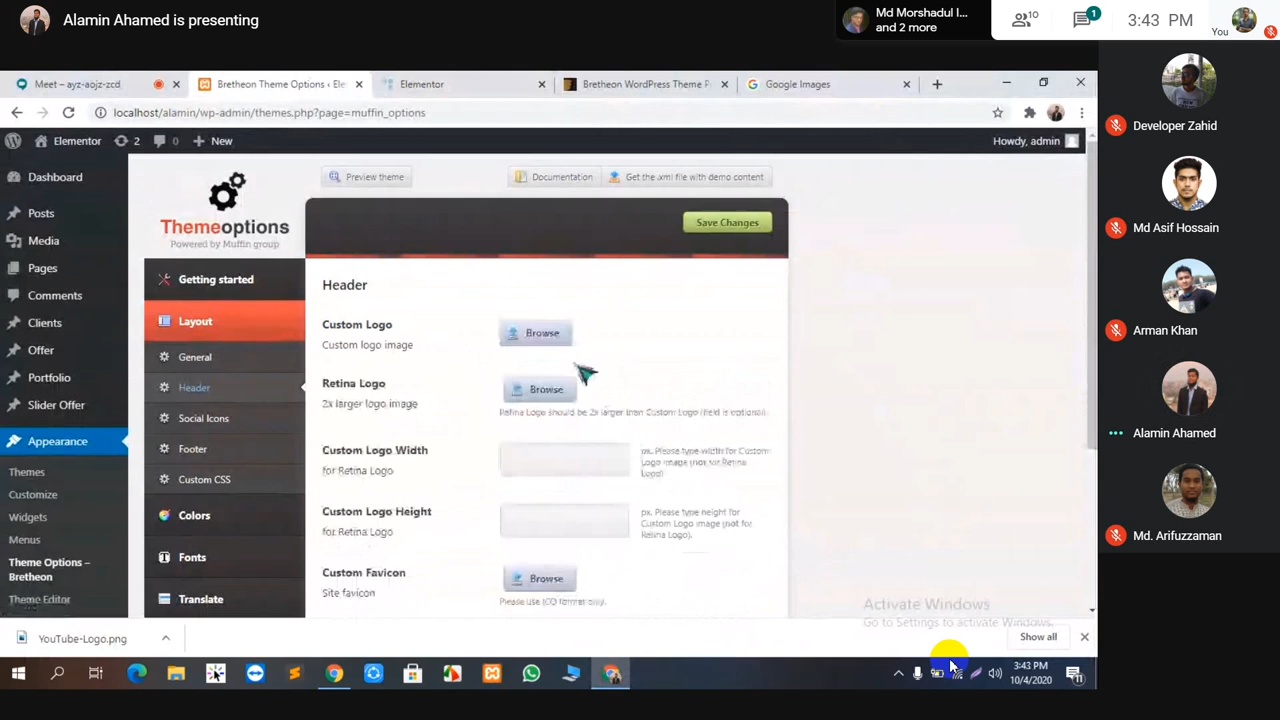 Alamin Ahamed is presenting
Md Morshadul I...
and 2 more
10
1
3:43 PM
You
Meet – ayz-aojz-zcd
Bretheon Theme Options ‹ Ele
Elementor
Bretheon WordPress Theme P
Google Images
localhost/alamin/wp-admin/themes.php?page=muffin_options
Elementor
2
0
New
Howdy, admin
Dashboard
Posts
Media
Pages
Comments
Clients
Offer
Portfolio
Slider Offer
Appearance
Themes
Customize
Widgets
Menus
Theme Options –
Bretheon
Theme Editor
Themeoptions
Powered by Muffin group
Getting started
Layout
General
Header
Social Icons
Footer
Custom CSS
Colors
Fonts
Translate
Preview theme
Documentation
Get the .xml file with demo content
Save Changes
Header
Custom Logo
Custom logo image
Browse
Retina Logo
2x larger logo image
Browse
Retina Logo should be 2x larger than Custom Logo (field is optional).
Custom Logo Width
for Retina Logo
px. Please type width for Custom
Logo image (not for Retina
Logo).
Custom Logo Height
for Retina Logo
px. Please type height for
Custom Logo image (not for
Retina Logo).
Custom Favicon
Site favicon
Browse
Please use ICO format only.
Activate Windows
Go to Settings to activate Windows.
YouTube-Logo.png
Show all
3:43 PM
10/4/2020
11
Developer Zahid
Md Asif Hossain
Arman Khan
Alamin Ahamed
Md. Arifuzzaman